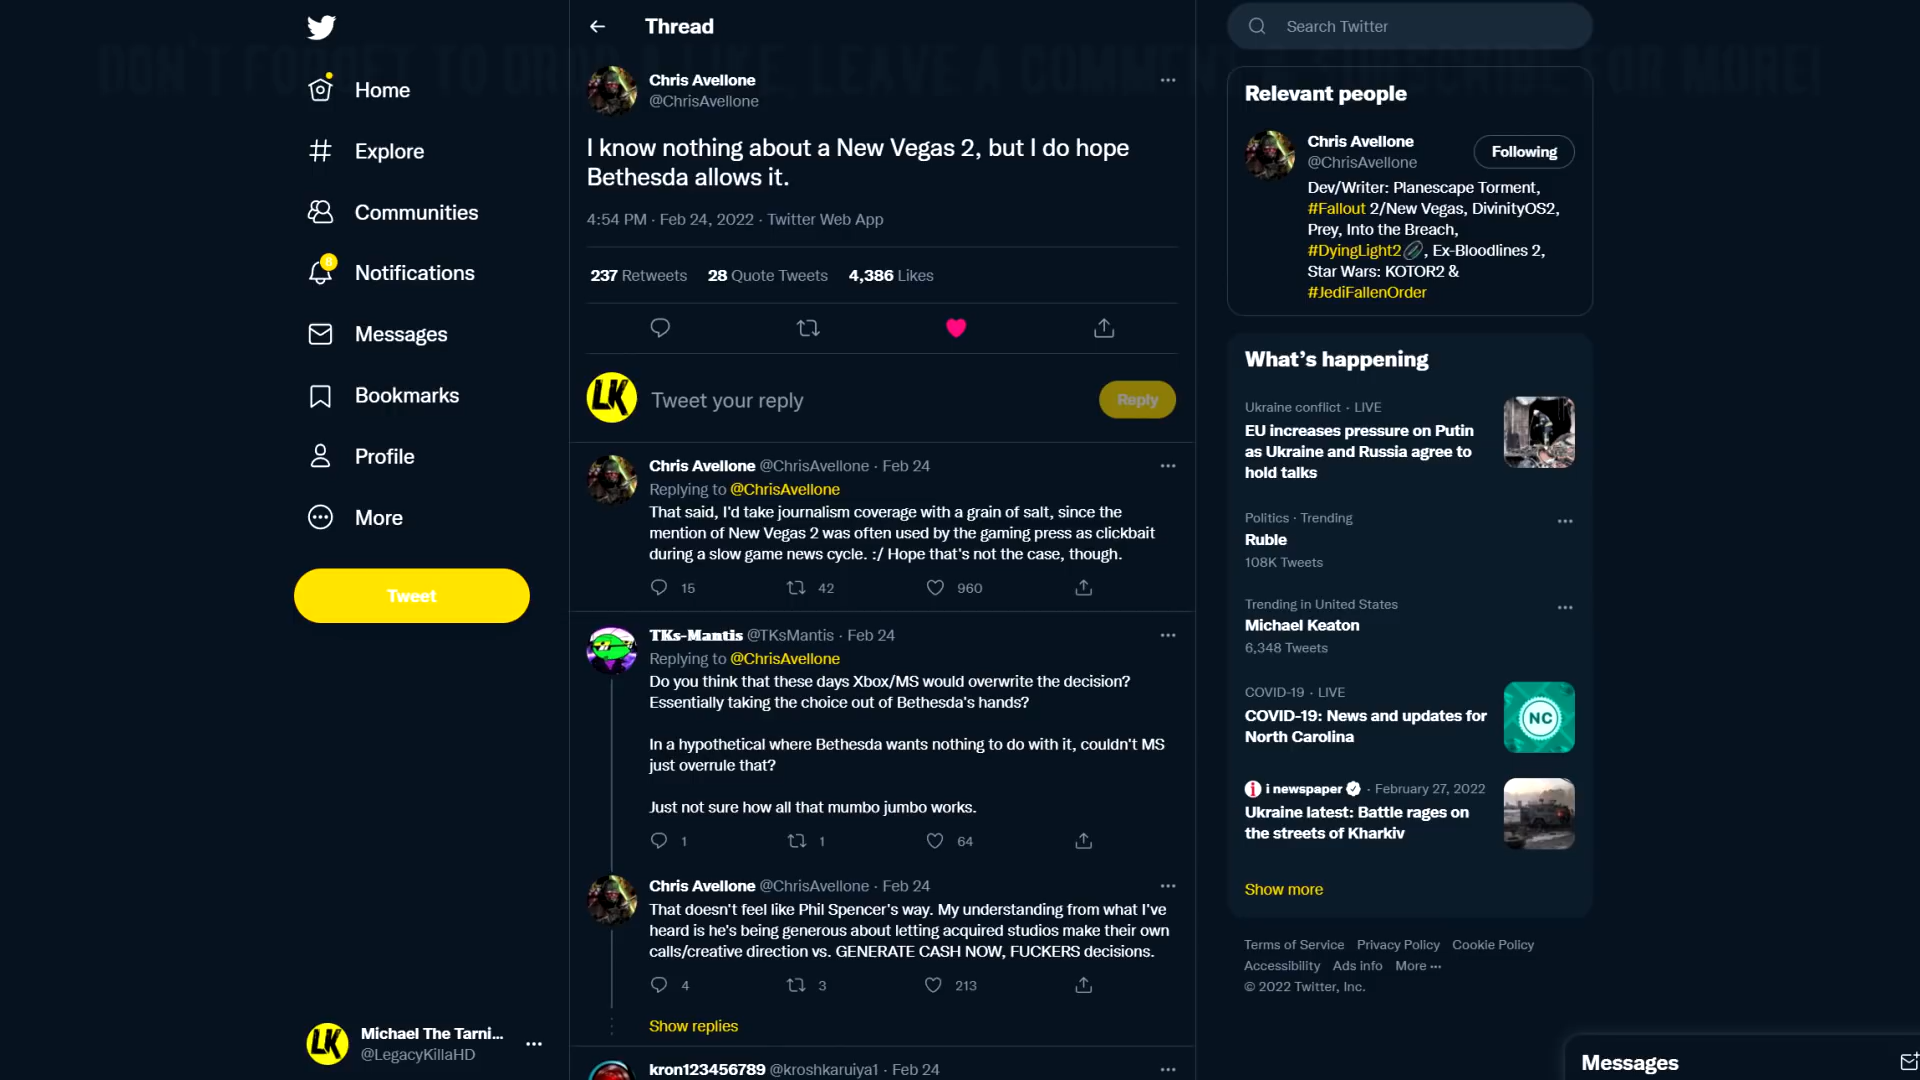 DON'T FORGET TO DROP A LIKE, LEAVE A COMMENT, SUBSCRIBE FOR MORE!
Home
Explore
Communities
8
Notifications
Messages
Bookmarks
Profile
More
Tweet
LK
Michael The Tarni...
@LegacyKillaHD
Thread
Chris Avellone
@ChrisAvellone
I know nothing about a New Vegas 2, but I do hope
Bethesda allows it.
4:54 PM · Feb 24, 2022 · Twitter Web App
237 Retweets 28 Quote Tweets 4,386 Likes
LK
Tweet your reply
Reply
Chris Avellone @ChrisAvellone · Feb 24
Replying to @ChrisAvellone
That said, I'd take journalism coverage with a grain of salt, since the
mention of New Vegas 2 was often used by the gaming press as clickbait
during a slow game news cycle. :/ Hope that's not the case, though.
15 42 960
TKs-Mantis @TKsMantis · Feb 24
Replying to @ChrisAvellone
Do you think that these days Xbox/MS would overwrite the decision?
Essentially taking the choice out of Bethesda's hands?
In a hypothetical where Bethesda wants nothing to do with it, couldn't MS
just overrule that?
Just not sure how all that mumbo jumbo works.
1 1 64
Chris Avellone @ChrisAvellone · Feb 24
That doesn't feel like Phil Spencer's way. My understanding from what I've
heard is he's being generous about letting acquired studios make their own
calls/creative direction vs. GENERATE CASH NOW, FUCKERS decisions.
4 3 213
Show replies
kron123456789 @kroshkaruiya1 · Feb 24
Search Twitter
Relevant people
Chris Avellone
@ChrisAvellone
Following
Dev/Writer: Planescape Torment,
#Fallout 2/New Vegas, DivinityOS2,
Prey, Into the Breach,
#DyingLight2, Ex-Bloodlines 2,
Star Wars: KOTOR2 &
#JediFallenOrder
What's happening
Ukraine conflict · LIVE
EU increases pressure on Putin
as Ukraine and Russia agree to
hold talks
Politics · Trending
Ruble
108K Tweets
Trending in United States
Michael Keaton
6,348 Tweets
COVID-19 · LIVE
COVID-19: News and updates for
North Carolina
NC
i newspaper · February 27, 2022
Ukraine latest: Battle rages on
the streets of Kharkiv
Show more
Terms of Service Privacy Policy Cookie Policy
Accessibility Ads info More ···
© 2022 Twitter, Inc.
Messages